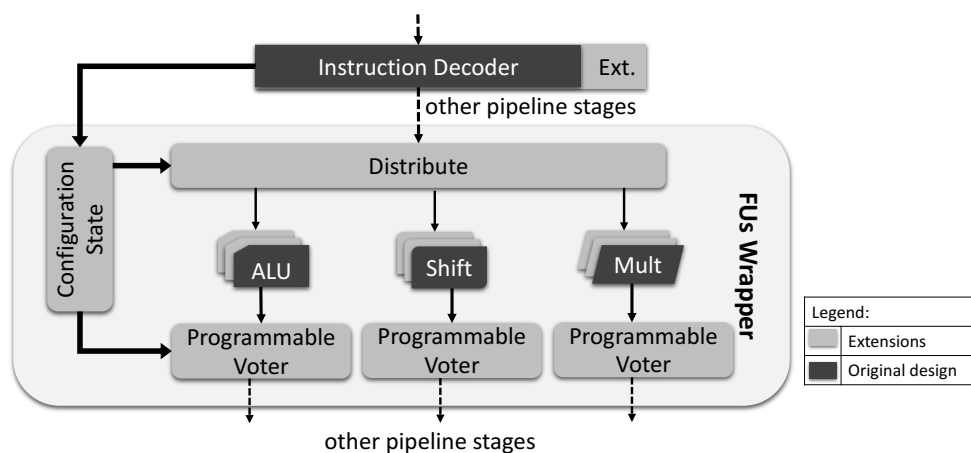 Instruction Decoder
Ext.
other pipeline stages
Configuration
State
Distribute
FUs Wrapper
ALU
Shift
Mult
Programmable
Voter
Programmable
Voter
Programmable
Voter
other pipeline stages
Legend:
Extensions
Original design